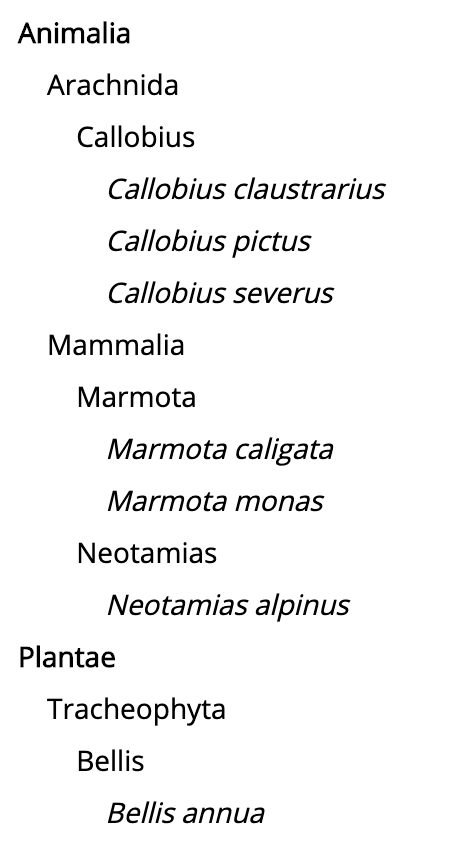 Animalia
Arachnida
Callobius
Callobius claustrarius
Callobius pictus
Callobius severus
Mammalia
Marmota
Marmota caligata
Marmota monas
Neotamias
Neotamias alpinus
Plantae
Tracheophyta
Bellis
Bellis annua